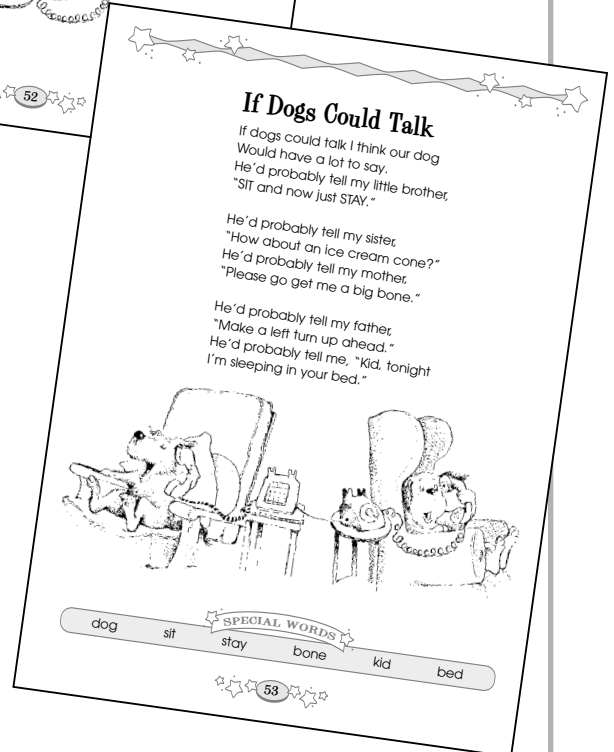 52
If Dogs Could Talk
If dogs could talk I think our dog
Would have a lot to say.
He'd probably tell my little brother,
"SIT and now just STAY."
He'd probably tell my sister,
"How about an ice cream cone?"
He'd probably tell my mother,
"Please go get me a big bone."
He'd probably tell my father,
"Make a left turn up ahead."
He'd probably tell me, "Kid, tonight
I'm sleeping in your bed."
SPECIAL WORDS
dog sit stay bone kid bed
53